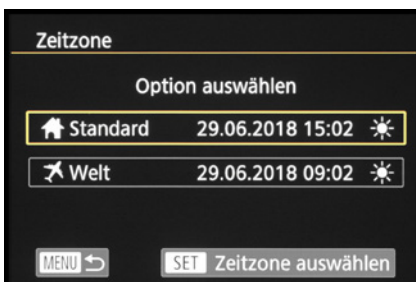 Zeitzone
Option auswählen
Standard 29.06.2018 15:02
Welt 29.06.2018 09:02
MENU SET Zeitzone auswählen